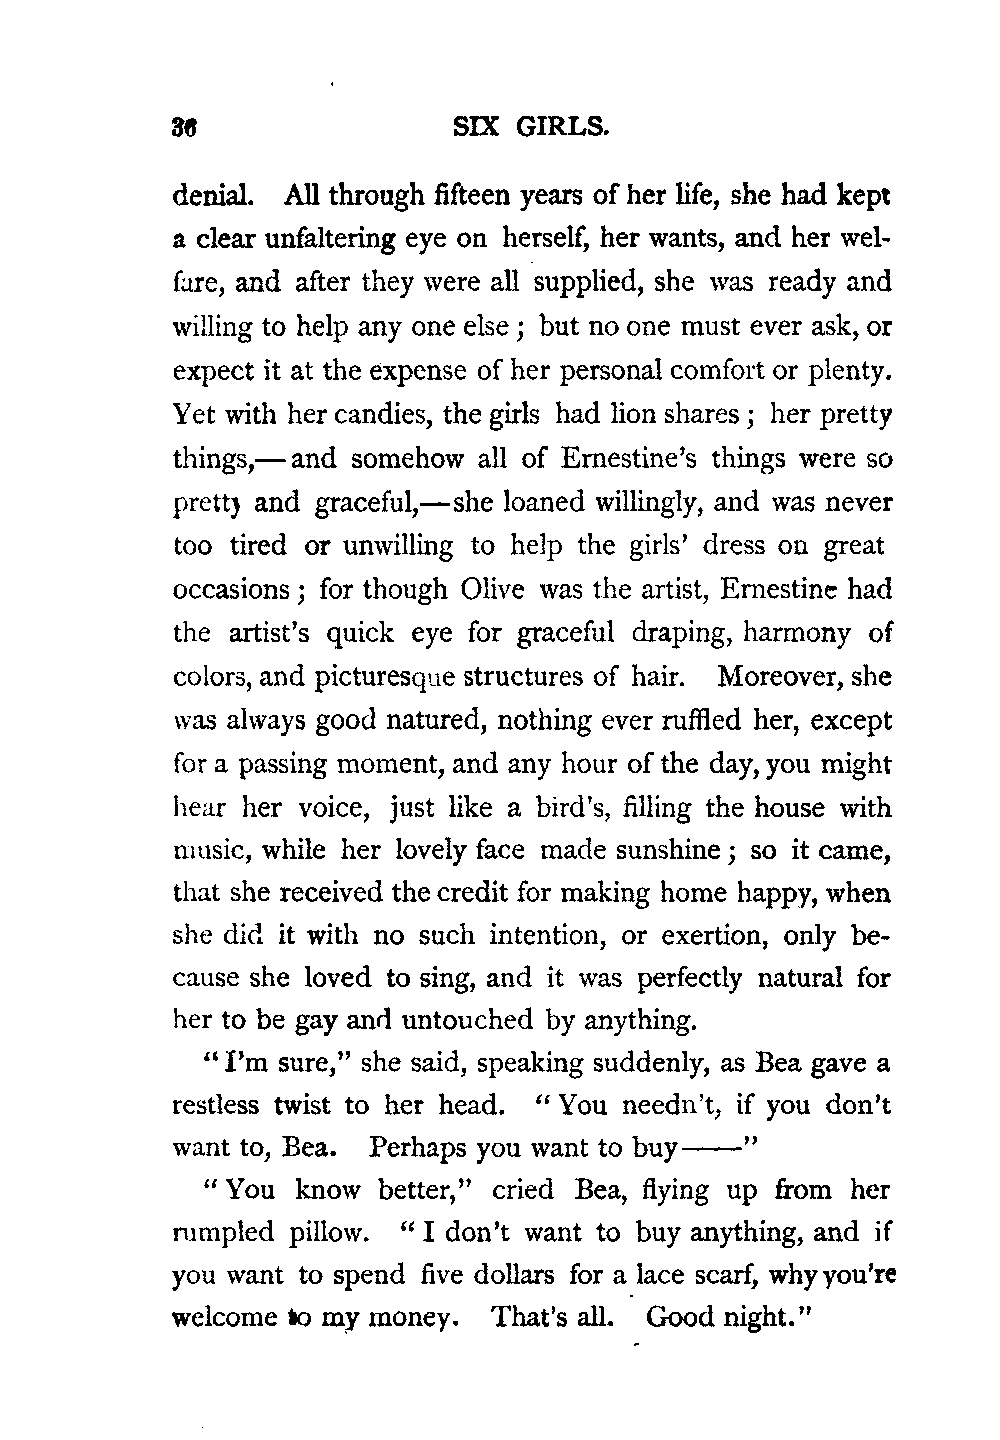 36 SIX GIRLS.
denial. All through fifteen years of her life, she had kept
a clear unfaltering eye on herself, her wants, and her wel-
fare, and after they were all supplied, she was ready and
willing to help any one else ; but no one must ever ask, or
expect it at the expense of her personal comfort or plenty.
Yet with her candies, the girls had lion shares ; her pretty
things,—and somehow all of Ernestine's things were so
pretty and graceful,—she loaned willingly, and was never
too tired or unwilling to help the girls' dress on great
occasions ; for though Olive was the artist, Ernestine had
the artist's quick eye for graceful draping, harmony of
colors, and picturesque structures of hair. Moreover, she
was always good natured, nothing ever ruffled her, except
for a passing moment, and any hour of the day, you might
hear her voice, just like a bird's, filling the house with
music, while her lovely face made sunshine ; so it came,
that she received the credit for making home happy, when
she did it with no such intention, or exertion, only be-
cause she loved to sing, and it was perfectly natural for
her to be gay and untouched by anything.
"I'm sure," she said, speaking suddenly, as Bea gave a
restless twist to her head. "You needn't, if you don't
want to, Bea. Perhaps you want to buy——"
"You know better," cried Bea, flying up from her
rumpled pillow. "I don't want to buy anything, and if
you want to spend five dollars for a lace scarf, why you're
welcome to my money. That's all. Good night."